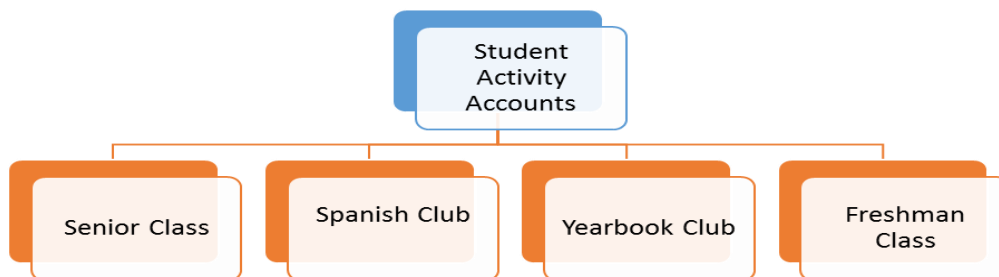 Student
Activity
Accounts
Senior Class
Spanish Club
Yearbook Club
Freshman
Class